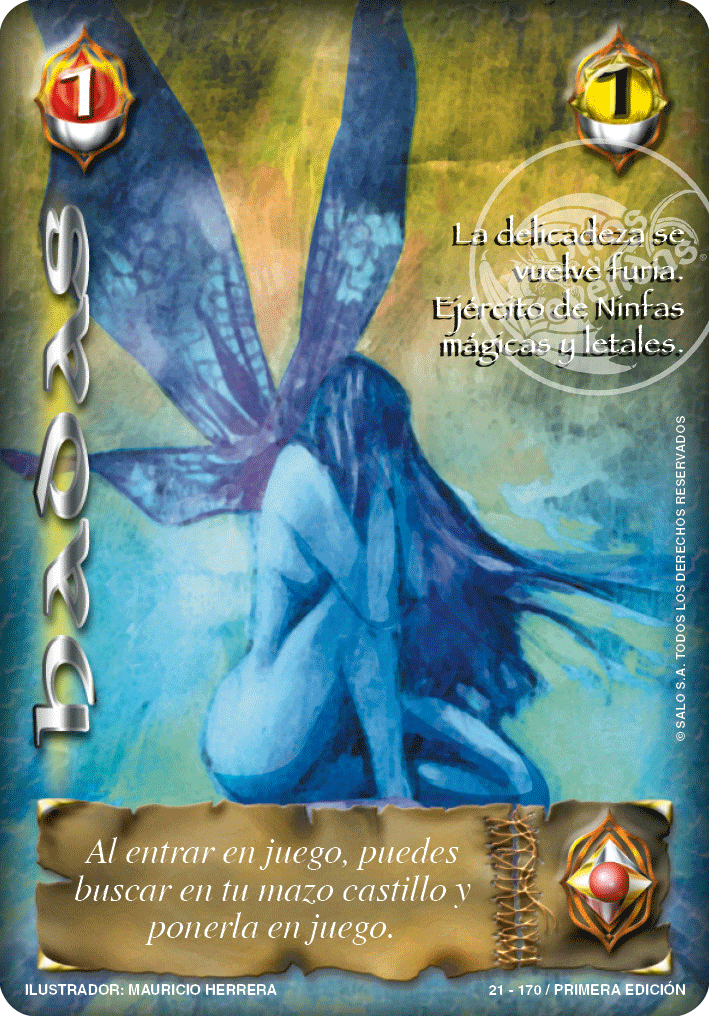 1
1
hadas
La delicadeza se
vuelve furia.
Ejército de Ninfas
mágicas y letales.
© SALO S.A. TODOS LOS DERECHOS RESERVADOS
Al entrar en juego, puedes
buscar en tu mazo castillo y
ponerla en juego.
ILUSTRADOR: MAURICIO HERRERA
21 - 170 / PRIMERA EDICIÓN